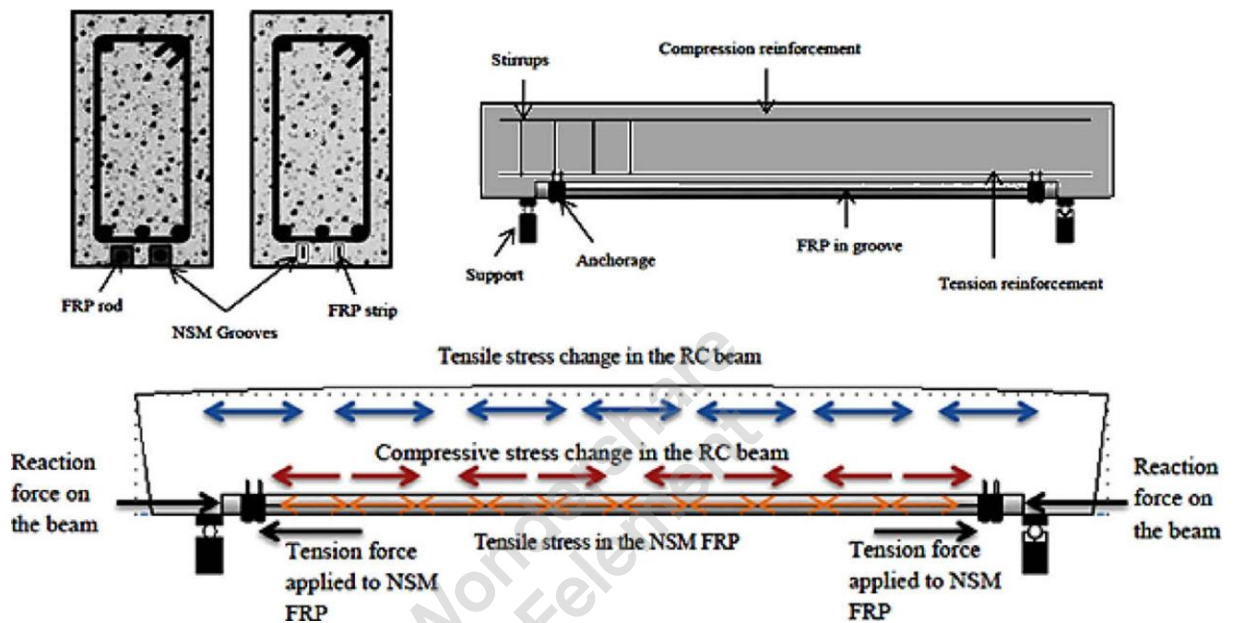 Stirrups
Compression reinforcement
FRP rod
NSM Grooves
FRP strip
Support
Anchorage
FRP in groove
Tension reinforcement
Tensile stress change in the RC beam
Compressive stress change in the RC beam
Reaction
force on
the beam
Reaction
force on
the beam
Tensile stress in the NSM FRP
Tension force
applied to NSM
FRP
Tension force
applied to NSM
FRP
Wondershare
PDFelement